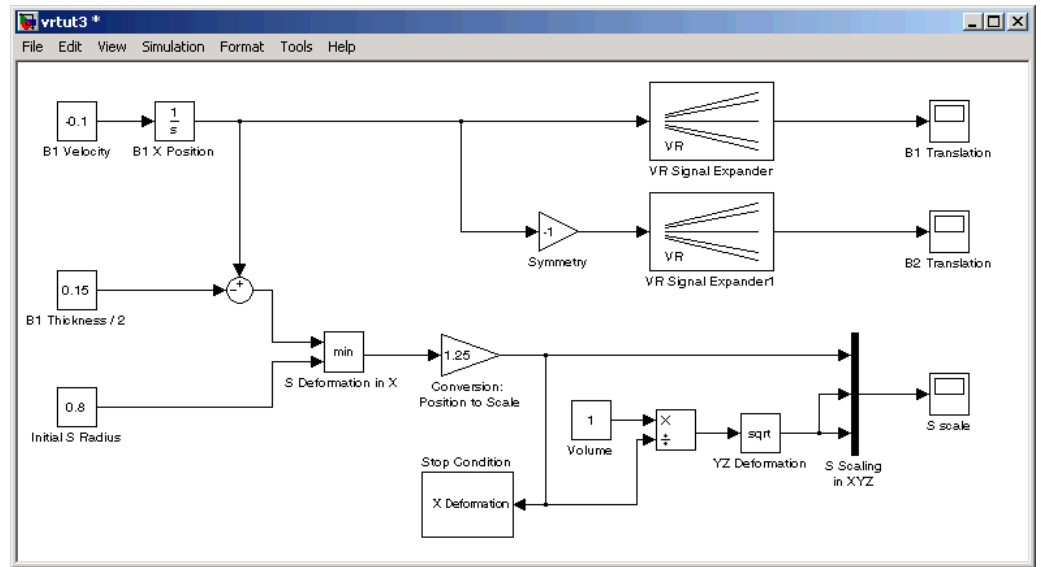 vrtut3 *
File Edit View Simulation Format Tools Help
-0.1
B1 Velocity
1
s
B1 X Position
VR
VR Signal Expander
B1 Translation
-1
Symmetry
VR
VR Signal Expander1
B2 Translation
0.15
B1 Thickness / 2
- +
min
S Deformation in X
1.25
Conversion:
Position to Scale
0.8
Initial S Radius
1
Volume
X
÷
sqrt
YZ Deformation
S Scaling
in XYZ
S scale
Stop Condition
X Deformation